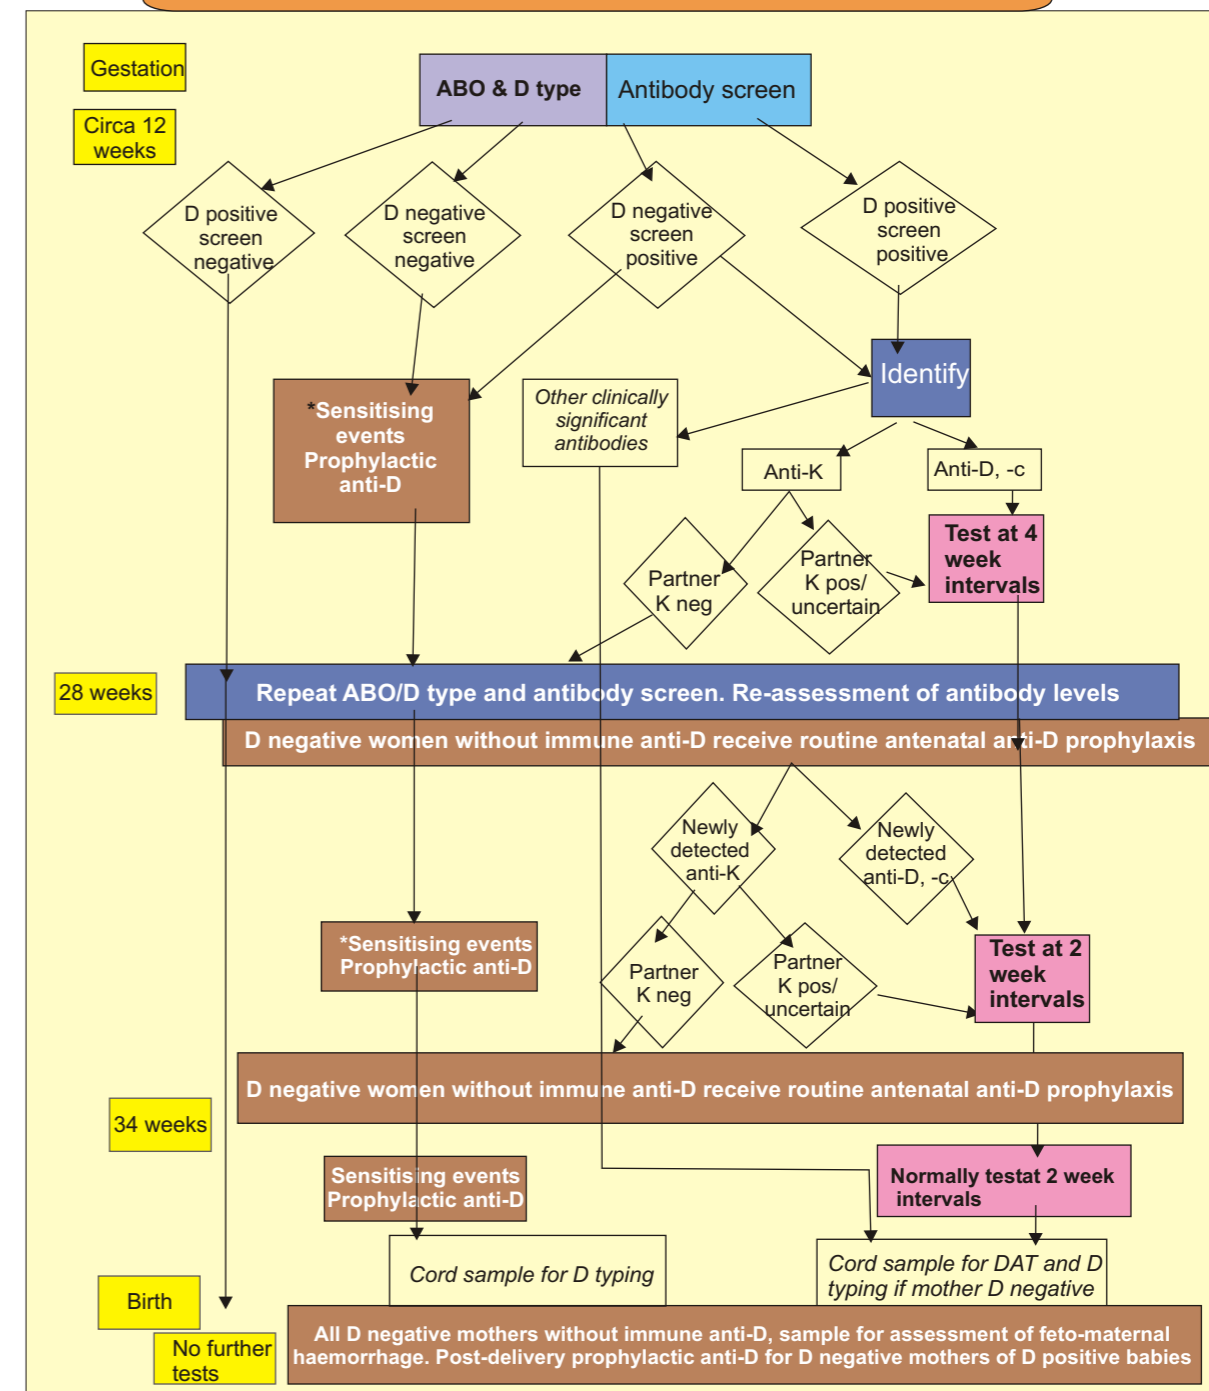 Gestation
ABO & D type
Antibody screen
Circa 12
weeks
D positive
screen
negative
D negative
screen
negative
D negative
screen
positive
D positive
screen
positive
Identify
*Sensitising
events
Prophylactic
anti-D
Other clinically
significant
antibodies
Anti-K
Anti-D, -c
Partner
K neg
Partner
K pos/
uncertain
Test at 4
week
intervals
28 weeks
Repeat ABO/D type and antibody screen. Re-assessment of antibody levels
D negative women without immune anti-D receive routine antenatal anti-D prophylaxis
Newly
detected
anti-K
Newly
detected
anti-D, -c
*Sensitising events
Prophylactic anti-D
Partner
K neg
Partner
K pos/
uncertain
Test at 2
week
intervals
D negative women without immune anti-D receive routine antenatal anti-D prophylaxis
34 weeks
Sensitising events
Prophylactic anti-D
Normally testat 2 week
intervals
Cord sample for D typing
Cord sample for DAT and D
typing if mother D negative
Birth
No further
tests
All D negative mothers without immune anti-D, sample for assessment of feto-maternal
haemorrhage. Post-delivery prophylactic anti-D for D negative mothers of D positive babies